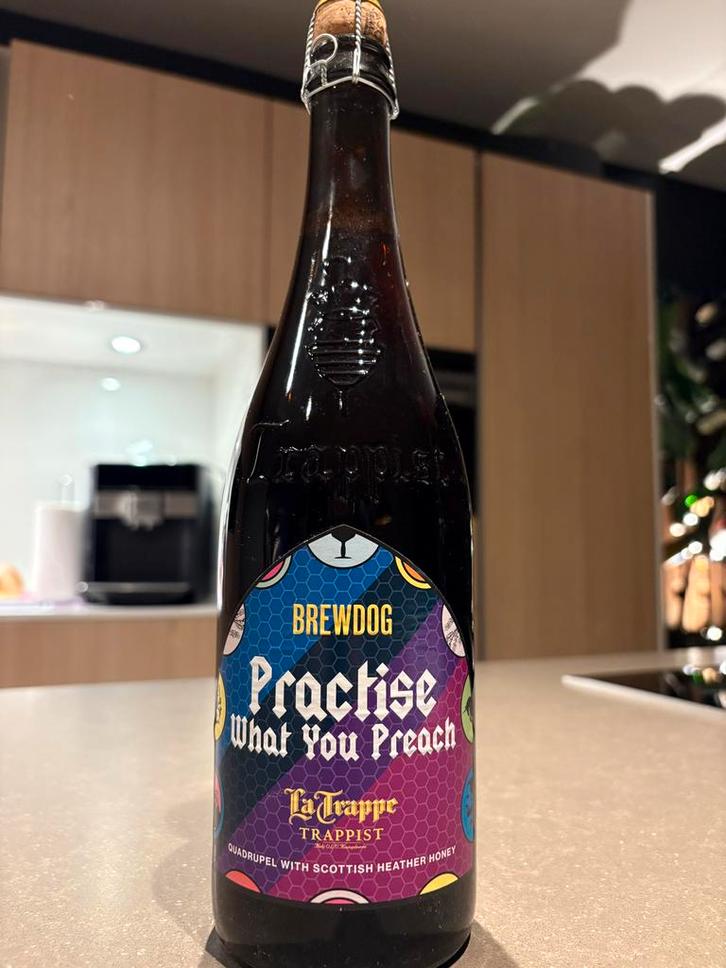 Trappist
BREWDOG
Practise
What You Preach
La Trappe
TRAPPIST
QUADRUPEL WITH SCOTTISH HEATHER HONEY